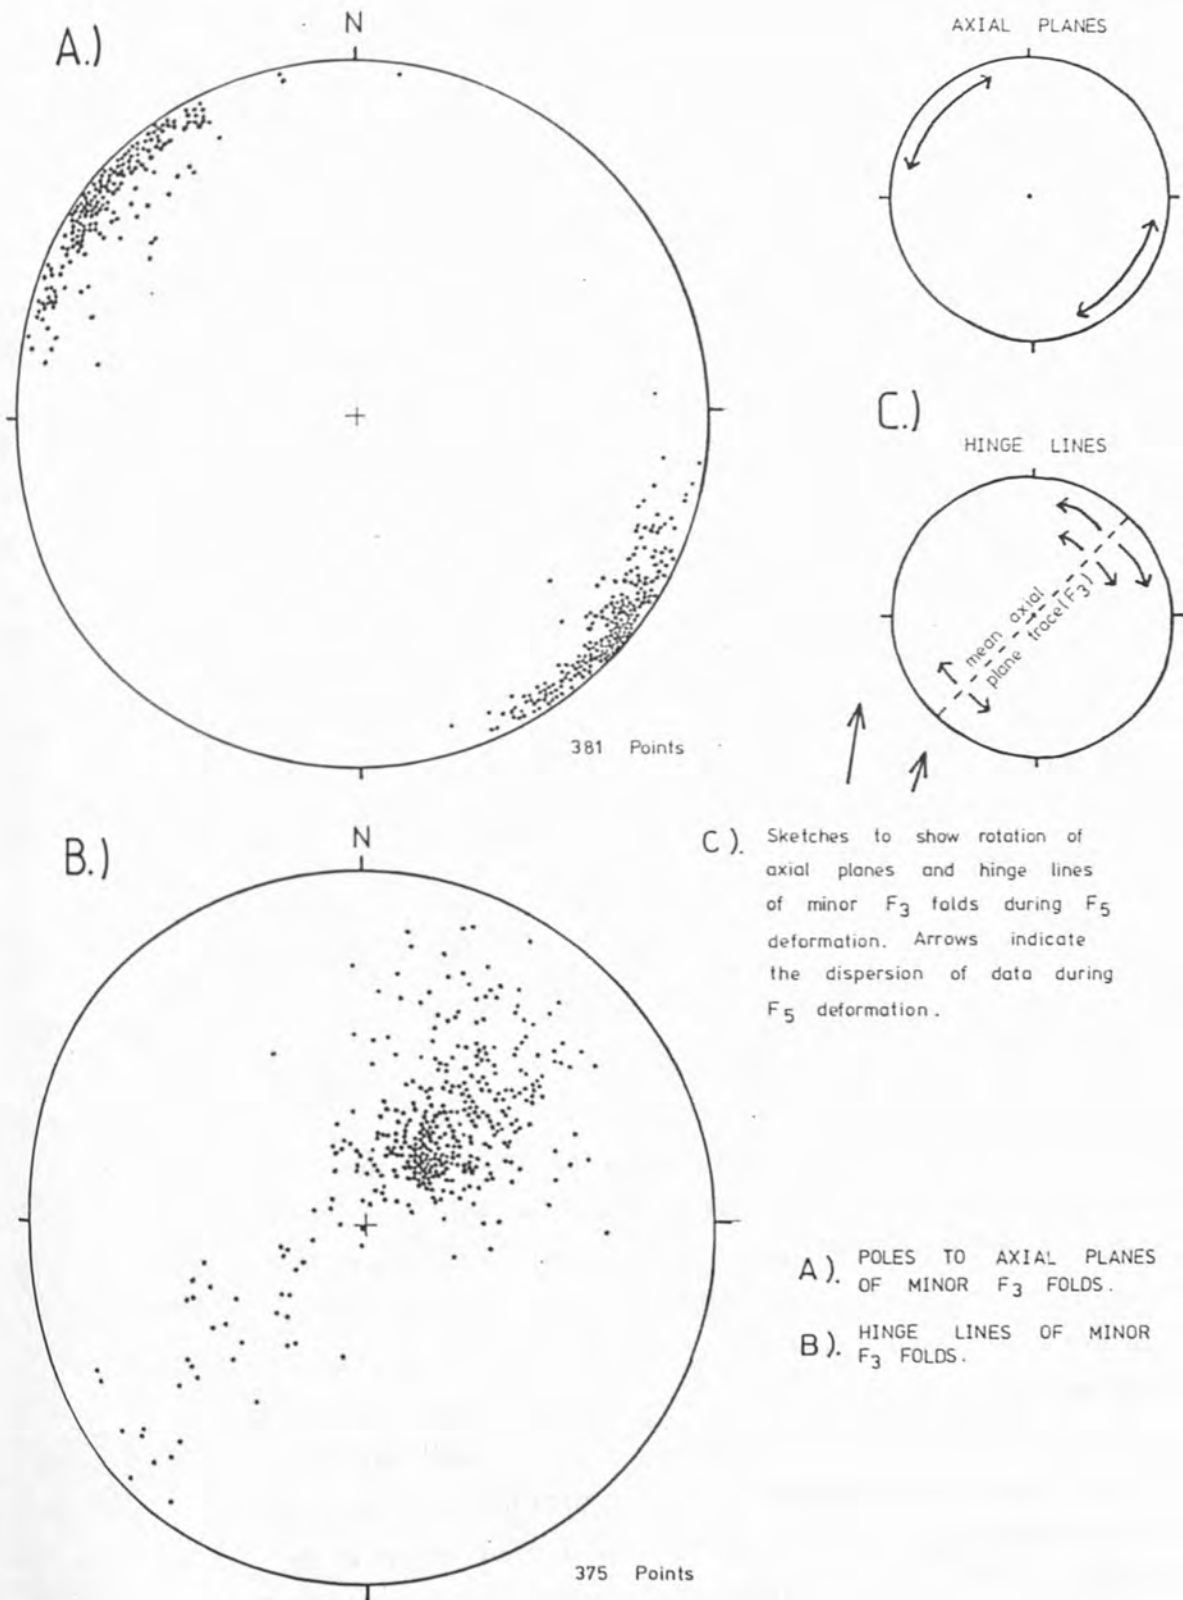 A.)
N
381 Points
AXIAL PLANES
C.)
HINGE LINES
mean axial
plane trace(F3)
C). Sketches to show rotation of
axial planes and hinge lines
of minor F3 folds during F5
deformation. Arrows indicate
the dispersion of data during
F5 deformation.
B.)
N
375 Points
A). POLES TO AXIAL PLANES
OF MINOR F3 FOLDS.
B). HINGE LINES OF MINOR
F3 FOLDS.